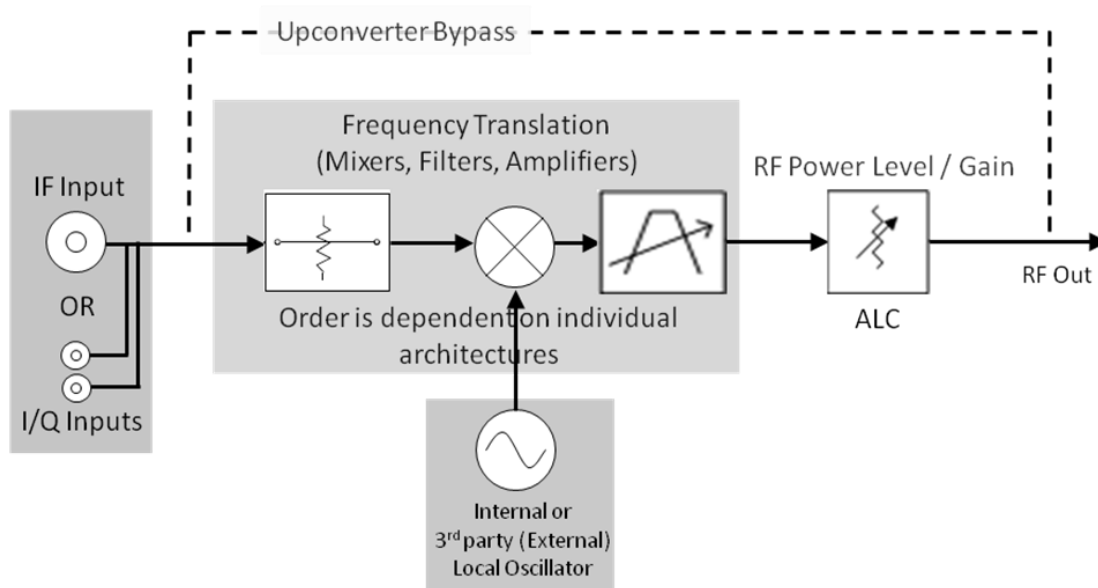 Upconverter Bypass
Frequency Translation
(Mixers, Filters, Amplifiers)
RF Power Level / Gain
IF Input
OR
I/Q Inputs
Order is dependent on individual
architectures
ALC
RF Out
Internal or
3rd party (External)
Local Oscillator